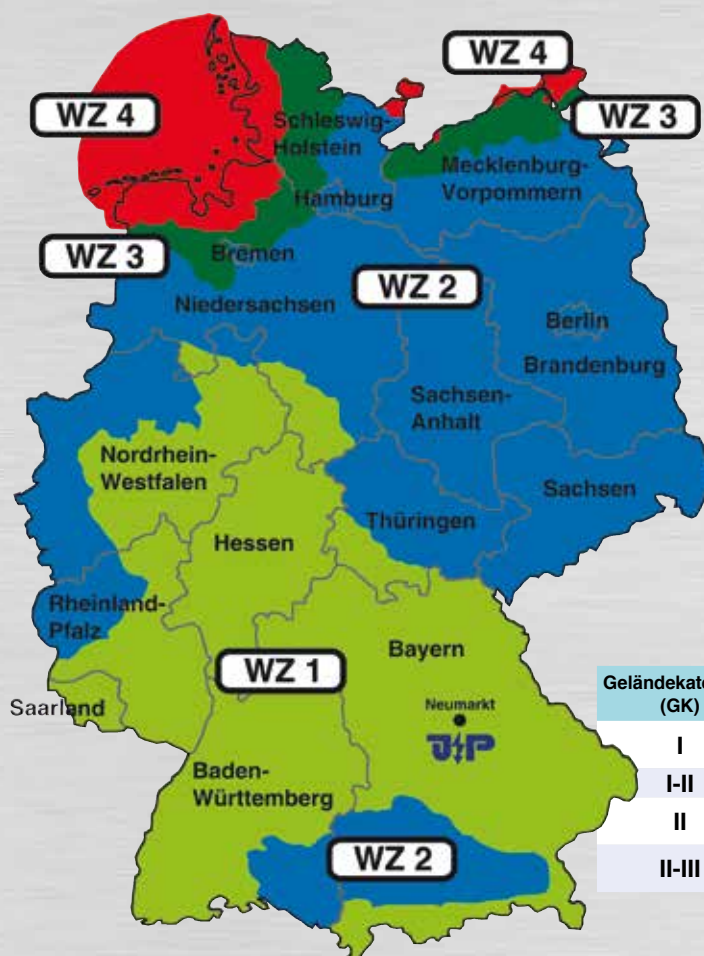 WZ 4
WZ 4
WZ 3
Schleswig-
Holstein
Mecklenburg-
Vorpommern
Hamburg
WZ 3
Bremen
WZ 2
Niedersachsen
Berlin
Brandenburg
Sachsen-
Anhalt
Nordrhein-
Westfalen
Sachsen
Thüringen
Hessen
Rheinland-
Pfalz
Bayern
WZ 1
Saarland
Neumarkt
J P
Baden-
Württemberg
WZ 2
(GK)
I
I-II
II
II-III